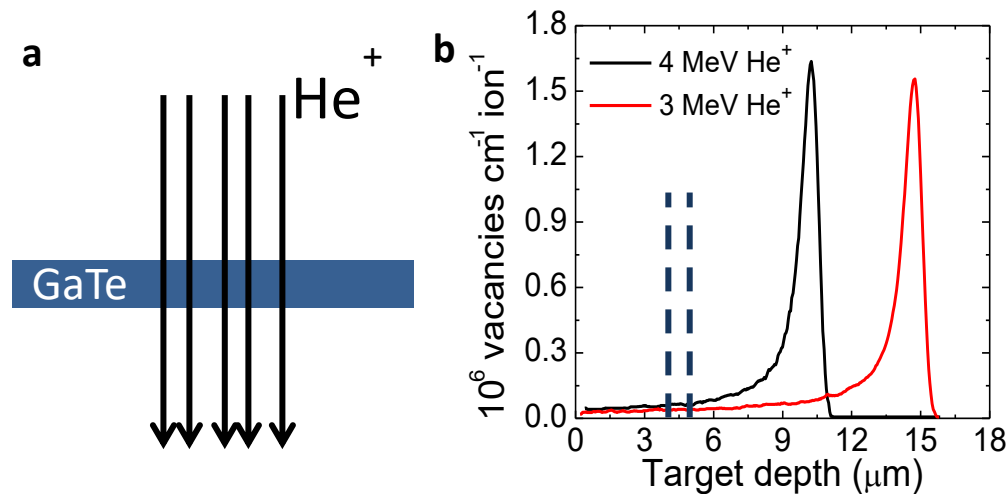 a
He+
GaTe
b
4 MeV He+
3 MeV He+
10^6 vacancies cm^-1 ion^-1
1.8
1.5
1.2
0.9
0.6
0.3
0.0
0 3 6 9 12 15 18
Target depth (μm)